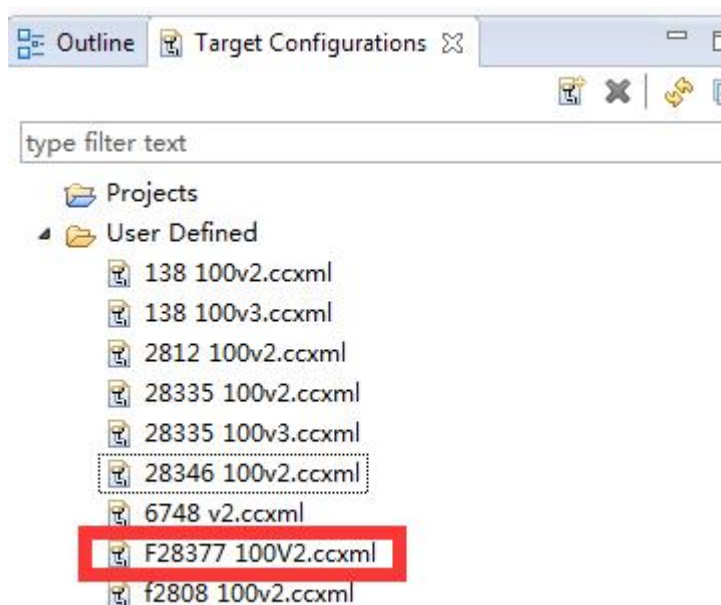 Outline Target Configurations
type filter text
Projects
User Defined
138 100v2.ccxml
138 100v3.ccxml
2812 100v2.ccxml
28335 100v2.ccxml
28335 100v3.ccxml
28346 100v2.ccxml
6748 v2.ccxml
F28377 100V2.ccxml
f2808 100v2.ccxml